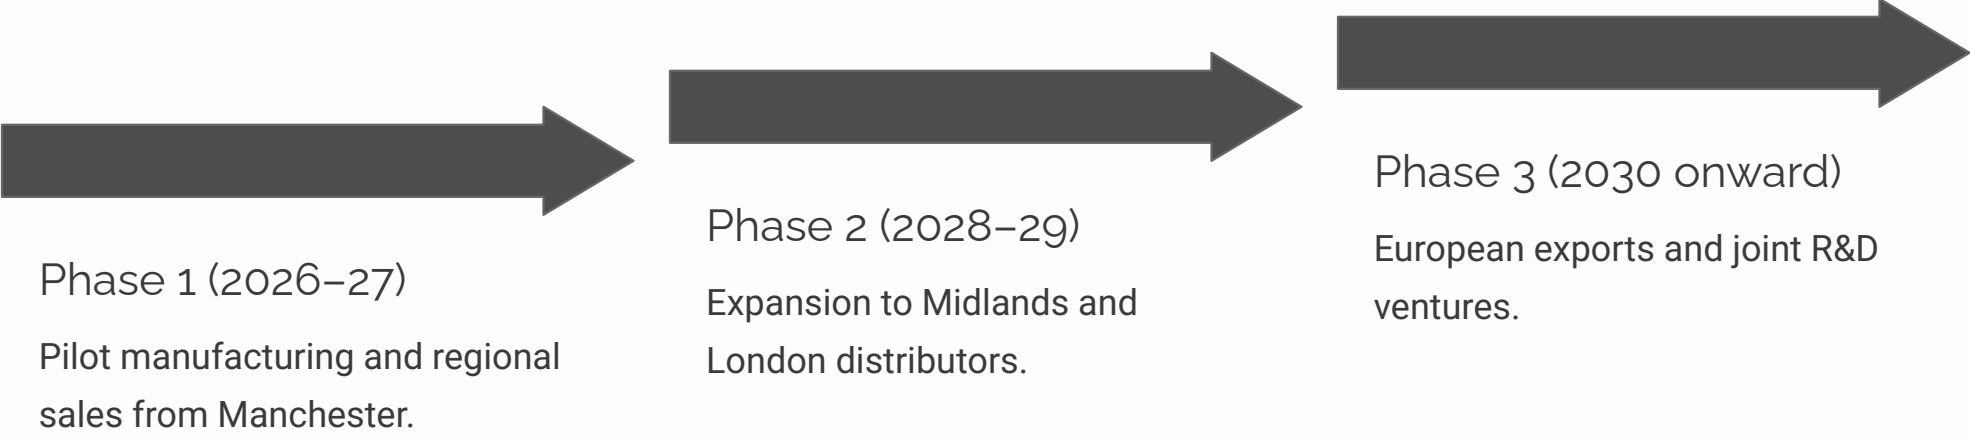 Phase 1 (2026–27)
Pilot manufacturing and regional
sales from Manchester.
Phase 2 (2028–29)
Expansion to Midlands and
London distributors.
Phase 3 (2030 onward)
European exports and joint R&D
ventures.